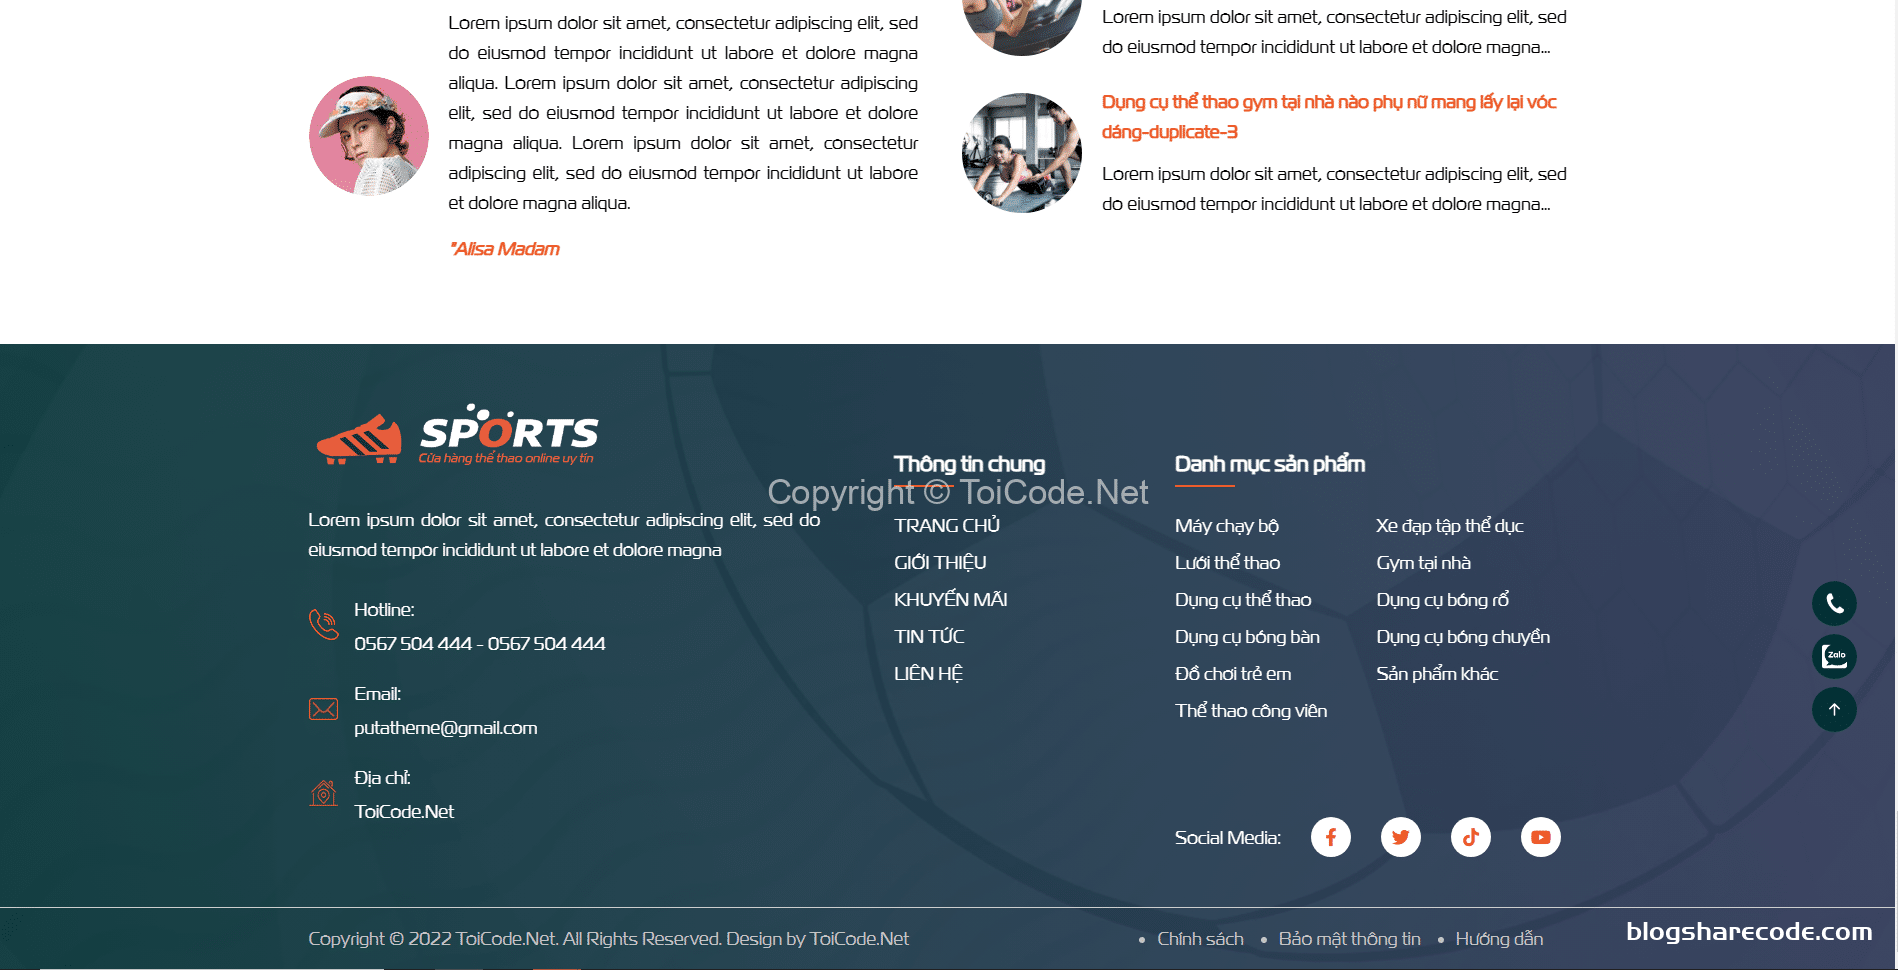 Lorem ipsum dolor sit amet, consectetur adipiscing elit, sed
do eiusmod tempor incididunt ut labore et dolore magna
aliqua. Lorem ipsum dolor sit amet, consectetur adipiscing
elit, sed do eiusmod tempor incididunt ut labore et dolore
magna aliqua. Lorem ipsum dolor sit amet, consectetur
adipiscing elit, sed do eiusmod tempor incididunt ut labore
et dolore magna aliqua.
"Alisa Madam
Lorem ipsum dolor sit amet, consectetur adipiscing elit, sed
do eiusmod tempor incididunt ut labore et dolore magna...
Dụng cụ thể thao gym tại nhà nào phụ nữ mang lấy lại vóc
dáng-duplicate-3
Lorem ipsum dolor sit amet, consectetur adipiscing elit, sed
do eiusmod tempor incididunt ut labore et dolore magna...
SPORTS
Cửa hàng thể thao online uy tín
Lorem ipsum dolor sit amet, consectetur adipiscing elit, sed do
eiusmod tempor incididunt ut labore et dolore magna
Hotline:
0567 504 444 - 0567 504 444
Email:
putatheme@gmail.com
Địa chỉ:
ToiCode.Net
Thông tin chung
TRANG CHỦ
GIỚI THIỆU
KHUYẾN MÃI
TIN TỨC
LIÊN HỆ
Copyright © ToiCode.Net
Danh mục sản phẩm
Máy chạy bộ
Lưới thể thao
Dụng cụ thể thao
Dụng cụ bóng bàn
Đồ chơi trẻ em
Thể thao công viên
Xe đạp tập thể dục
Gym tại nhà
Dụng cụ bóng rổ
Dụng cụ bóng chuyền
Sản phẩm khác
Social Media:
Zalo
Copyright © 2022 ToiCode.Net. All Rights Reserved. Design by ToiCode.Net
• Chính sách • Bảo mật thông tin • Hướng dẫn
blogsharecode.com